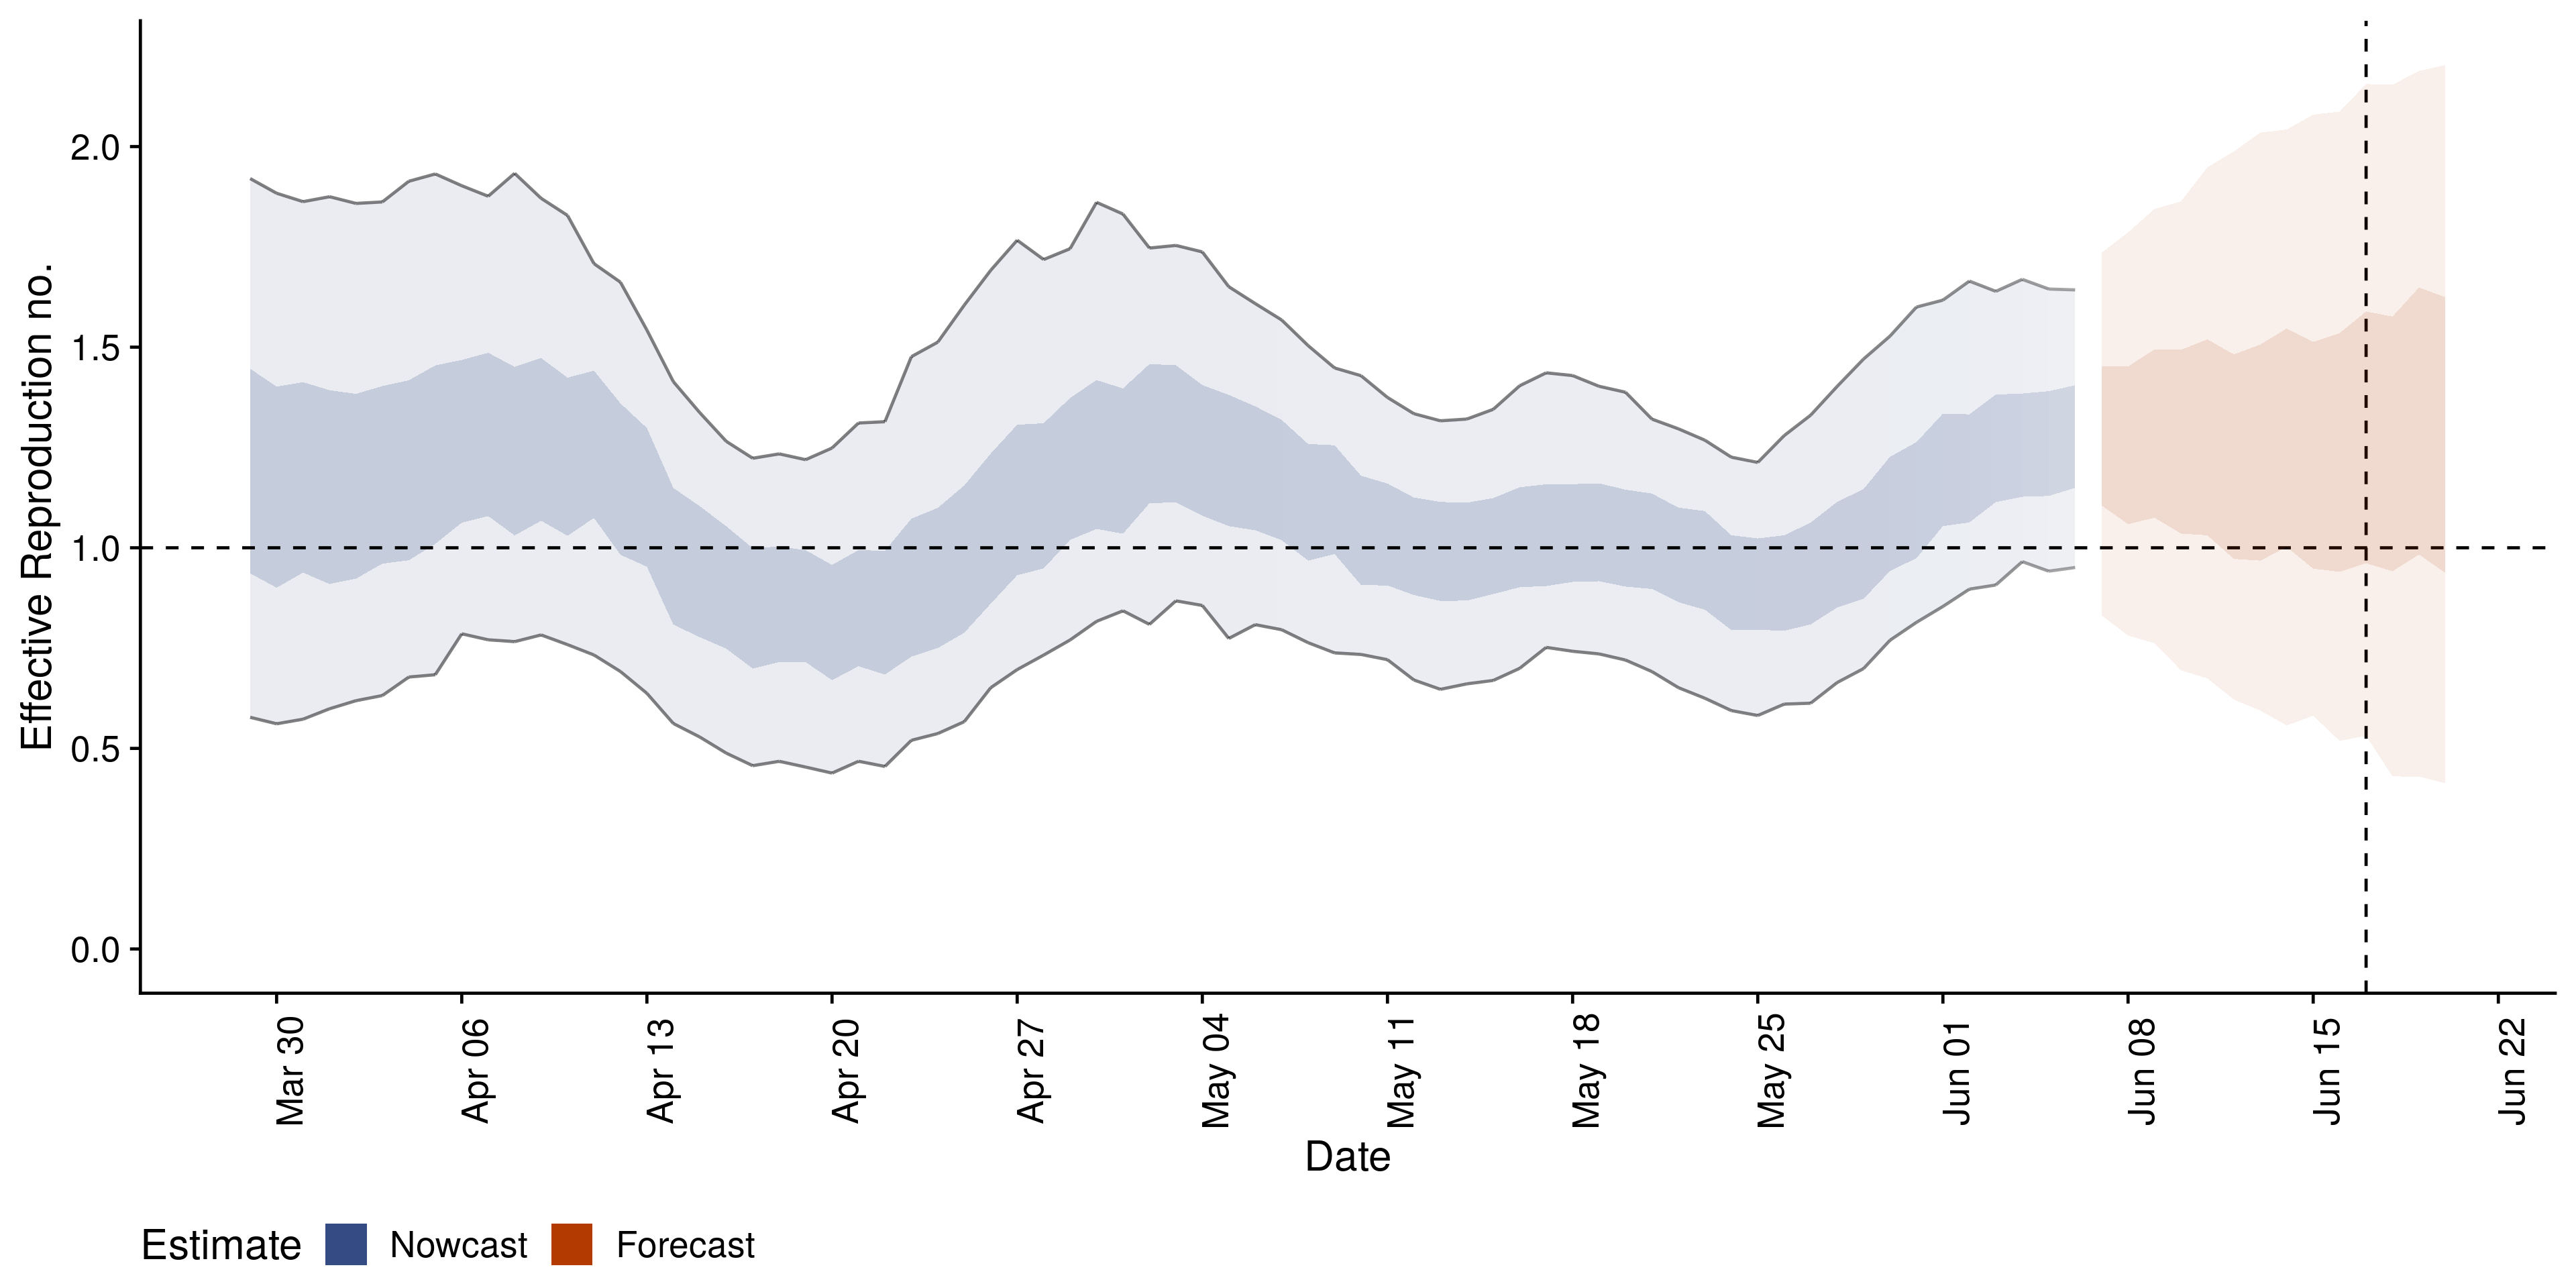 Effective Reproduction no.
2.0
1.5
1.0
0.5
0.0
Mar 30
Apr 06
Apr 13
Apr 20
Apr 27
May 04
May 11
May 18
May 25
Jun 01
Jun 08
Jun 15
Jun 22
Date
Estimate Nowcast Forecast